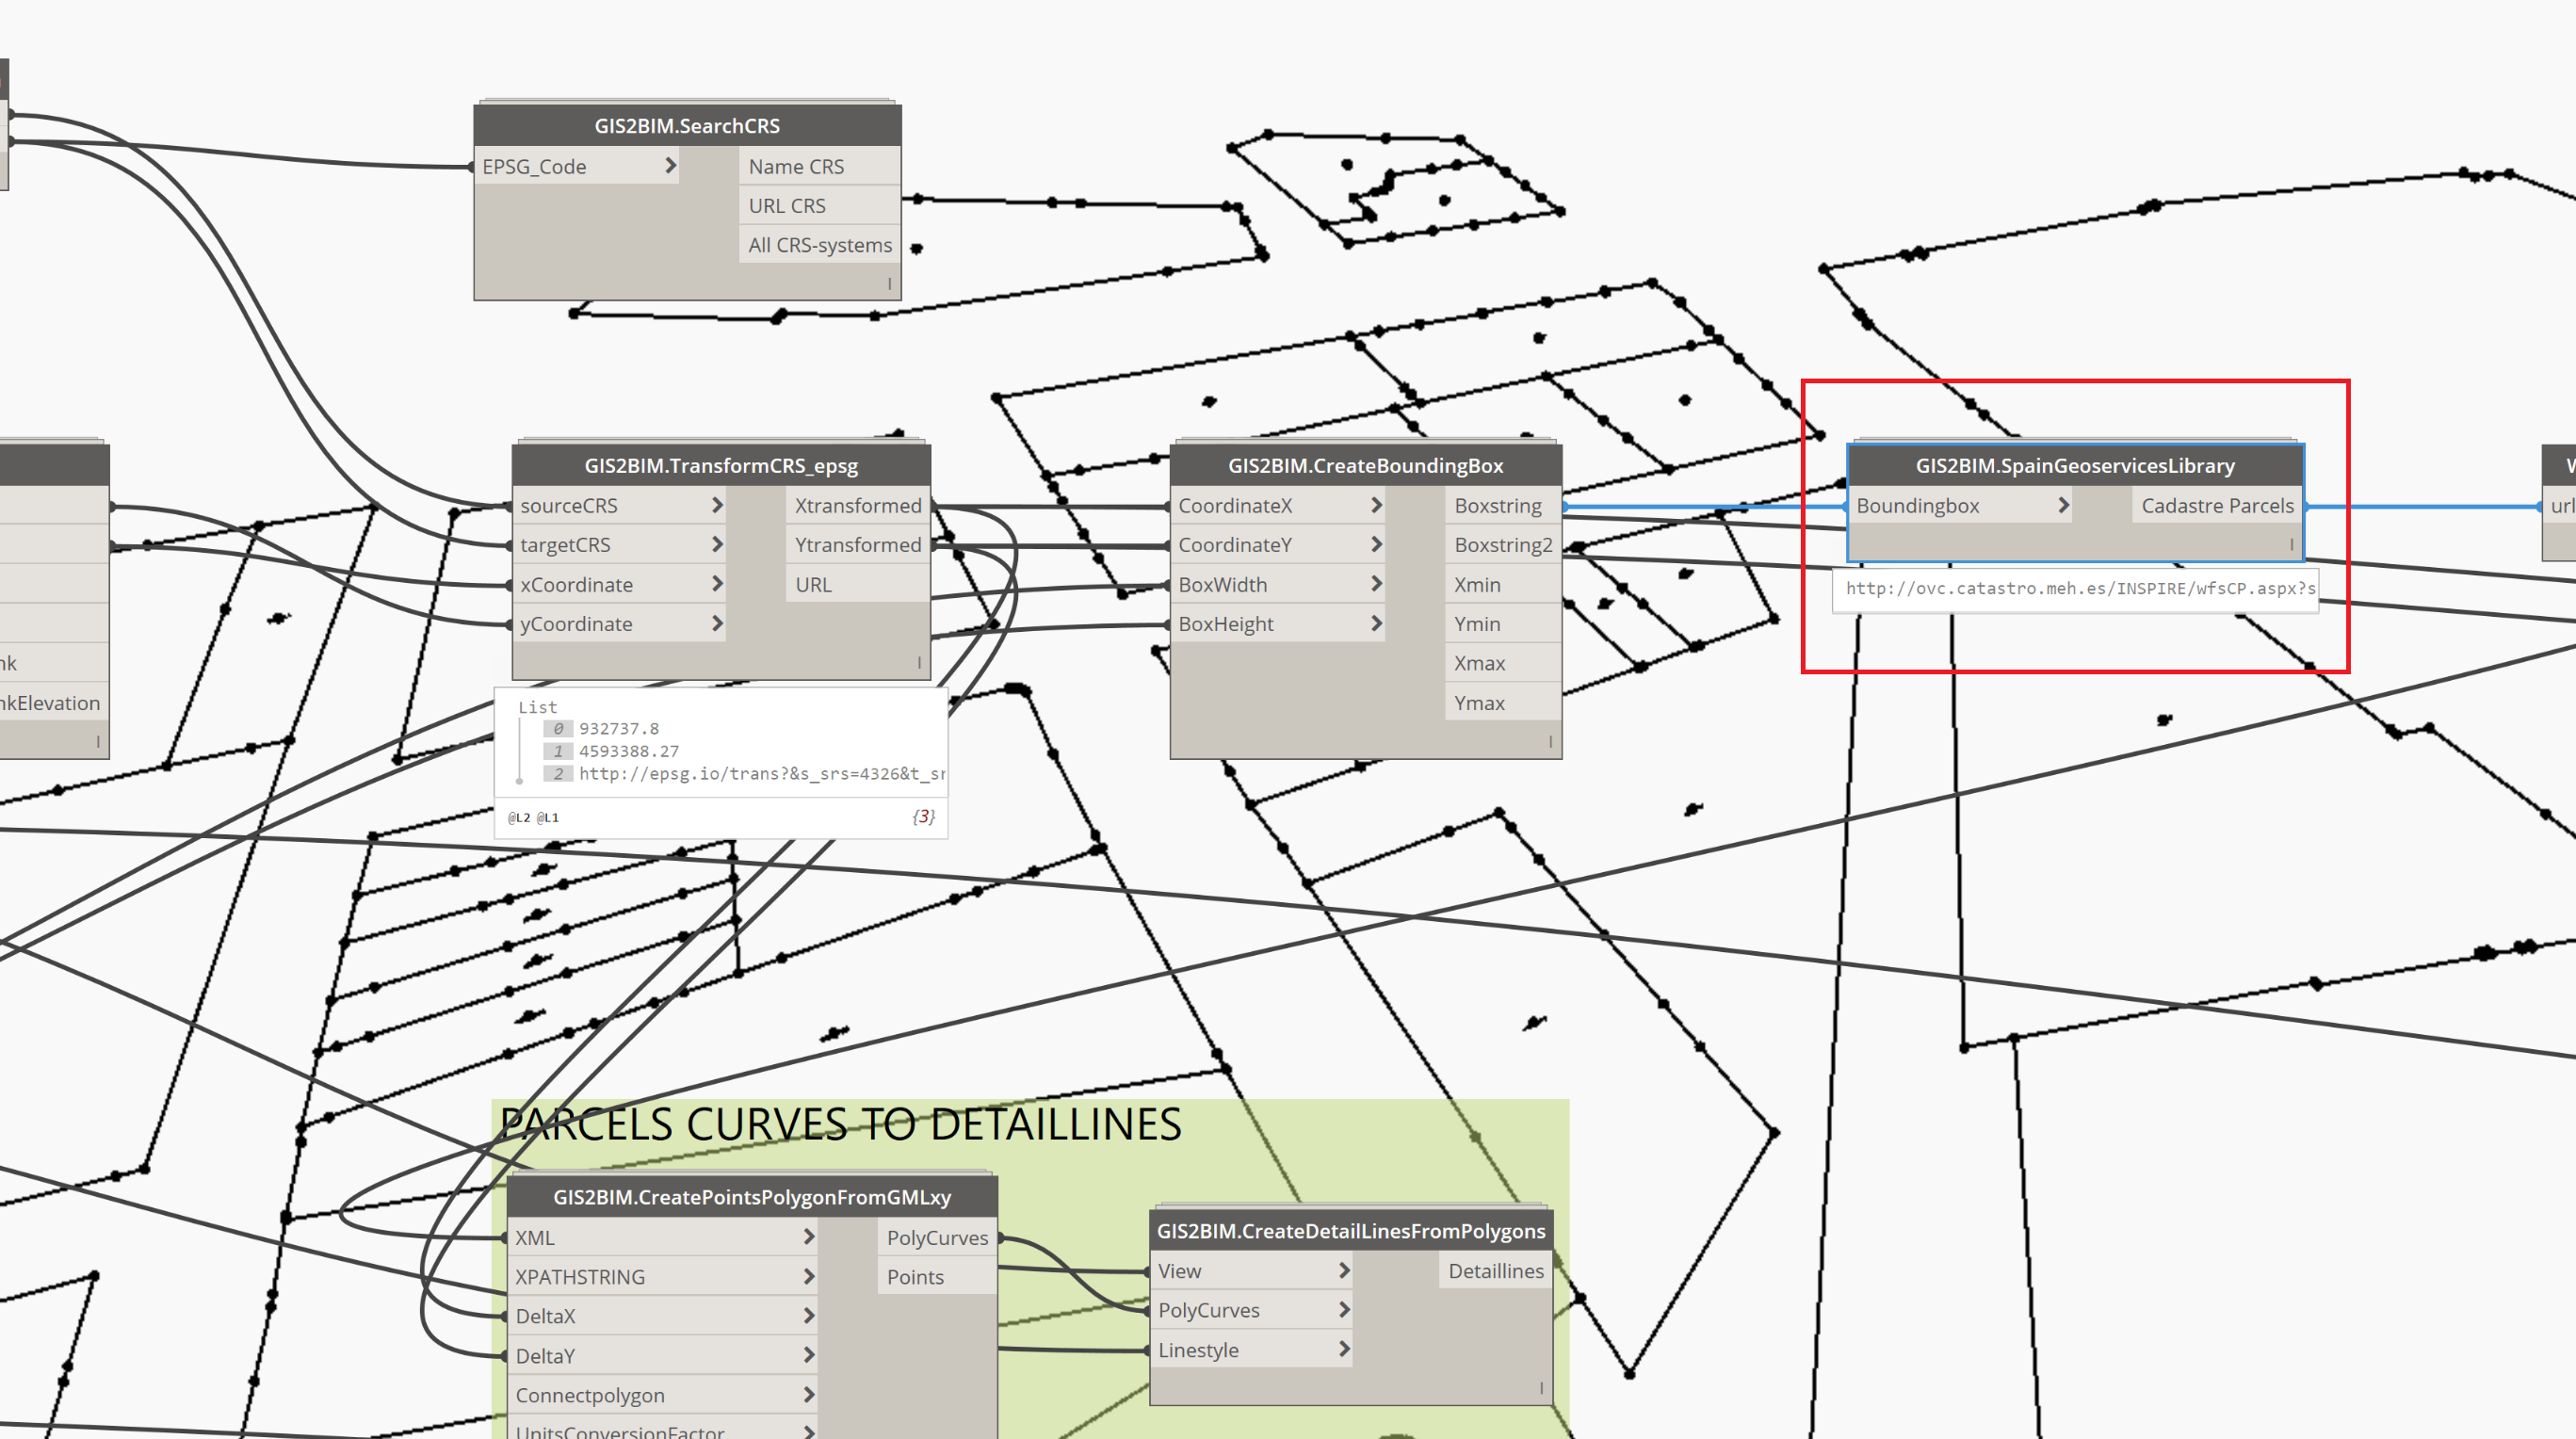 GIS2BIM.SearchCRS
EPSG_Code
Name CRS
URL CRS
All CRS-systems
GIS2BIM.TransformCRS_epsg
sourceCRS
targetCRS
xCoordinate
yCoordinate
Xtransformed
Ytransformed
URL
List
0 932737.8
1 4593388.27
2 http://epsg.io/trans?&s_srs=4326&t_sr
@L2 @L1
{3}
GIS2BIM.CreateBoundingBox
CoordinateX
CoordinateY
BoxWidth
BoxHeight
Boxstring
Boxstring2
Xmin
Ymin
Xmax
Ymax
GIS2BIM.SpainGeoservicesLibrary
Boundingbox
Cadastre Parcels
http://ovc.catastro.meh.es/INSPIRE/wfsCP.aspx?s
W
url
nk
nkElevation
PARCELS CURVES TO DETAILLINES
GIS2BIM.CreatePointsPolygonFromGMLxy
XML
XPATHSTRING
DeltaX
DeltaY
Connectpolygon
UnitsConversionFactor
PolyCurves
Points
GIS2BIM.CreateDetailLinesFromPolygons
View
PolyCurves
Linestyle
Detaillines